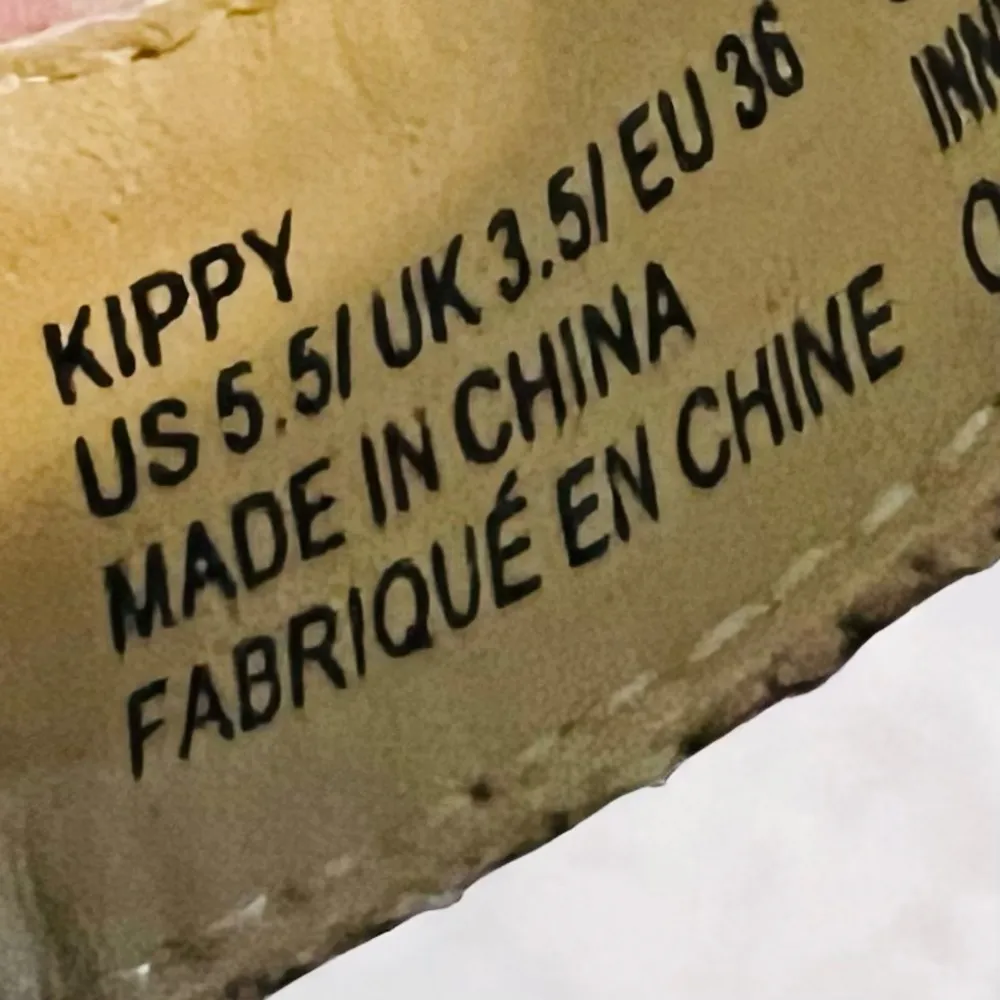 KIPPY
US 5.5/ UK 3.5/ EU 36
MADE IN CHINA
FABRIQUÉ EN CHINE